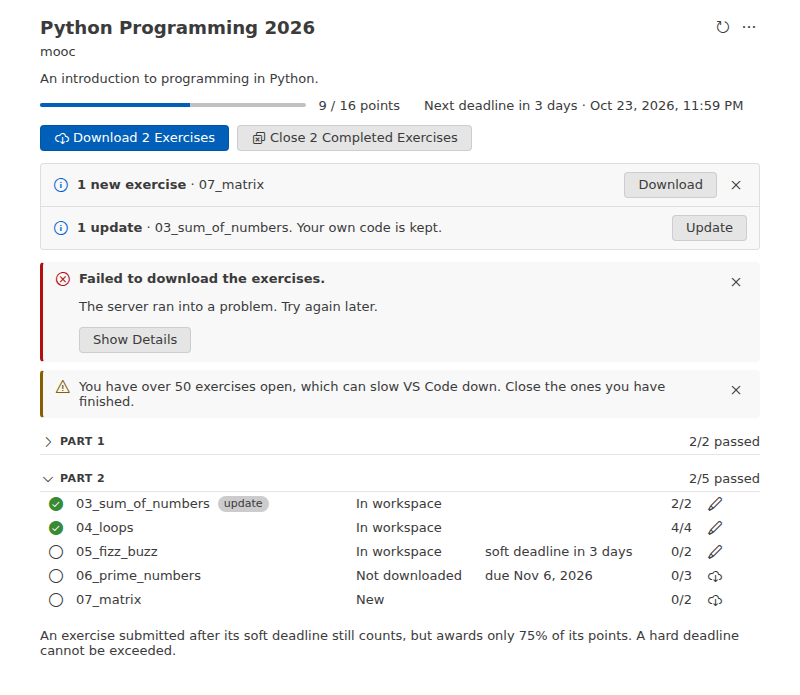 Python Programming 2026
mooc
An introduction to programming in Python.
9 / 16 points Next deadline in 3 days · Oct 23, 2026, 11:59 PM
Download 2 Exercises Close 2 Completed Exercises
1 new exercise · 07_matrix Download
1 update · 03_sum_of_numbers. Your own code is kept. Update
Failed to download the exercises.
The server ran into a problem. Try again later.
Show Details
You have over 50 exercises open, which can slow VS Code down. Close the ones you have
finished.
PART 1 2/2 passed
PART 2 2/5 passed
03_sum_of_numbers update In workspace 2/2
04_loops In workspace 4/4
05_fizz_buzz In workspace soft deadline in 3 days 0/2
06_prime_numbers Not downloaded due Nov 6, 2026 0/3
07_matrix New 0/2
An exercise submitted after its soft deadline still counts, but awards only 75% of its points. A hard deadline
cannot be exceeded.